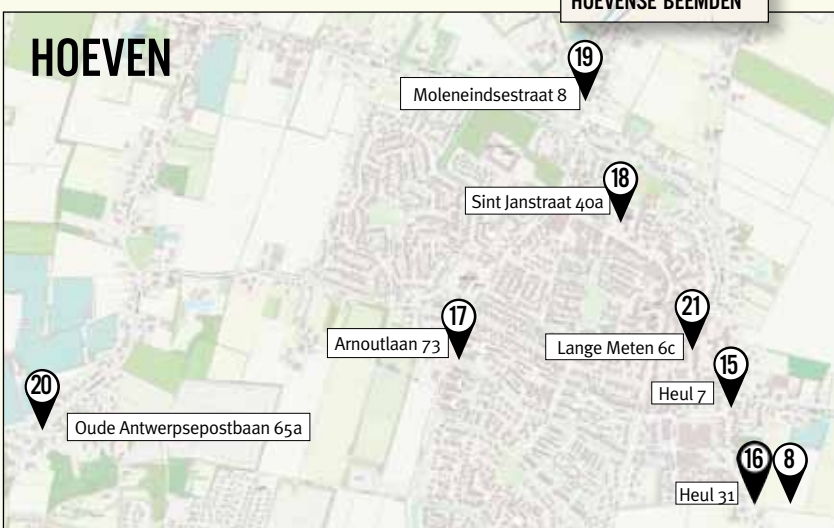 HOEVENSE BEEMDEN
HOEVEN
19
Moleneindsestraat 8
18
Sint Janstraat 40a
21
17
Arnoutlaan 73
Lange Meten 6c
15
20
Heul 7
Oude Antwerpsepostbaan 65a
16 8
Heul 31